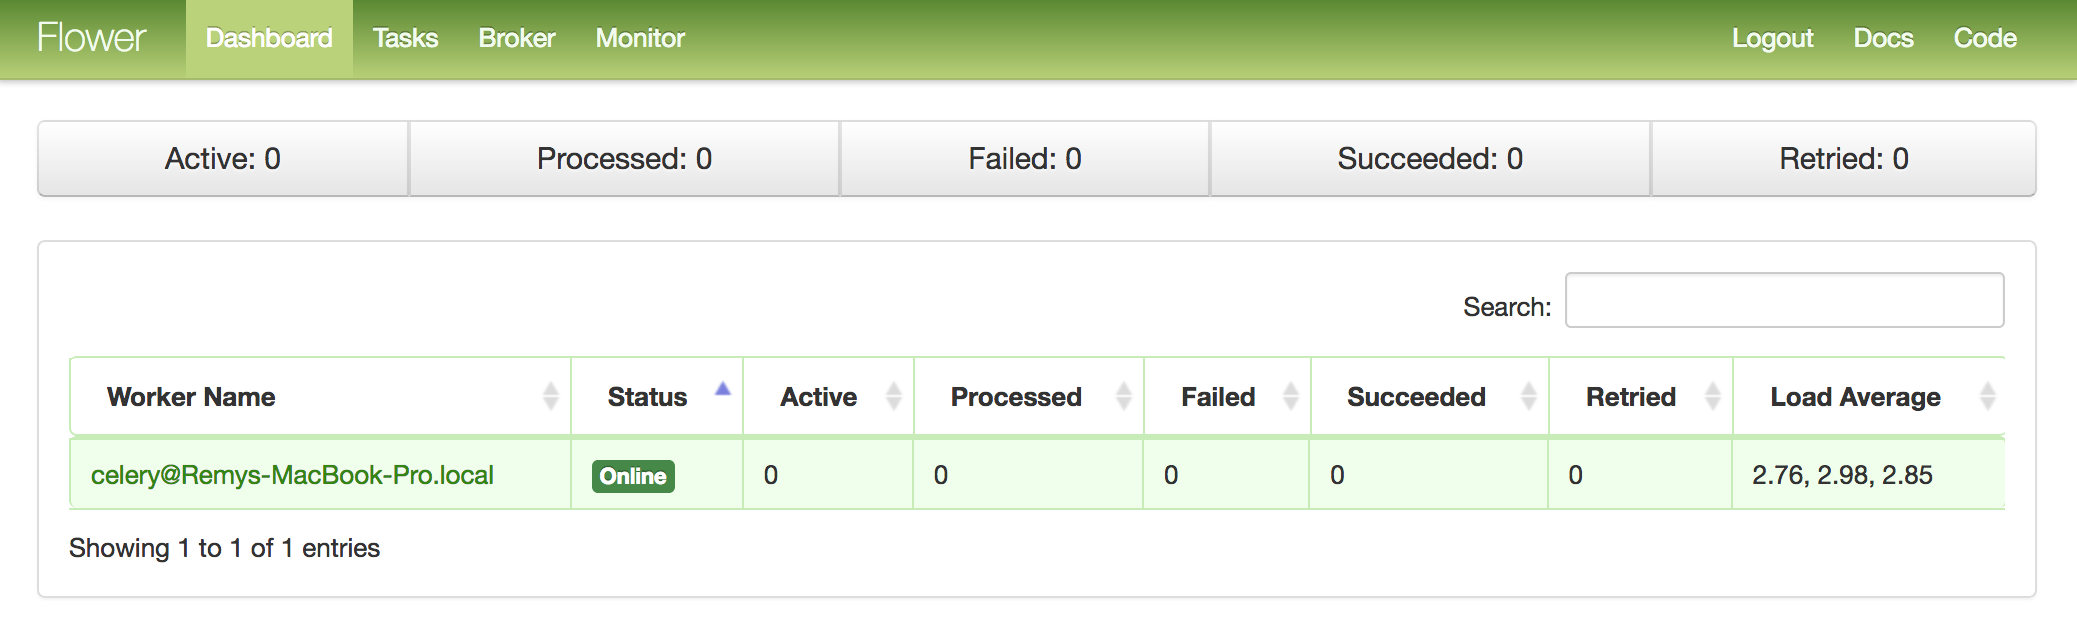 Flower Dashboard Tasks Broker Monitor Logout Docs Code
Active: 0 Processed: 0 Failed: 0 Succeeded: 0 Retried: 0
Search:
Worker Name Status Active Processed Failed Succeeded Retried Load Average
celery@Remys-MacBook-Pro.local Online 0 0 0 0 0 2.76, 2.98, 2.85
Showing 1 to 1 of 1 entries